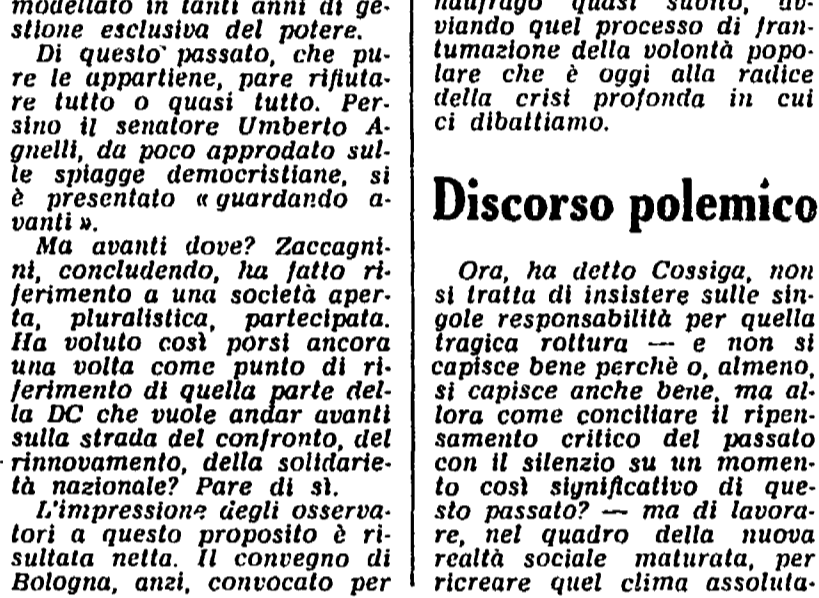 modellato in tanti anni di ge-
stione esclusiva del potere.
Di questo passato, che pu-
re le appartiene, pare rifiuta-
re tutto o quasi tutto. Per-
sino il senatore Umberto A-
gnelli, da poco approdato sul-
le spiagge democristiane, si
è presentato « guardando a-
vanti ».
Ma avanti dove? Zaccagni-
ni, concludendo, ha fatto ri-
ferimento a una società aper-
ta, pluralistica, partecipata.
Ha voluto così porsi ancora
una volta come punto di ri-
ferimento di quella parte del-
la DC che vuole andar avanti
sulla strada del confronto, del
rinnovamento, della solidarie-
tà nazionale? Pare di sì.
L'impressione degli osserva-
tori a questo proposito è ri-
sultata netta. Il convegno di
Bologna, anzi, convocato per
naufragò quasi subito, av-
viando quel processo di fran-
tumazione della volontà popo-
lare che è oggi alla radice
della crisi profonda in cui
ci dibattiamo.
Discorso polemico
Ora, ha detto Cossiga, non
si tratta di insistere sulle sin-
gole responsabilità per quella
tragica rottura — e non si
capisce bene perchè o, almeno,
si capisce anche bene, ma al-
lora come conciliare il ripen-
samento critico del passato
con il silenzio su un momen-
to così significativo di que-
sto passato? — ma di lavora-
re, nel quadro della nuova
realtà sociale maturata, per
ricreare quel clima assoluta-